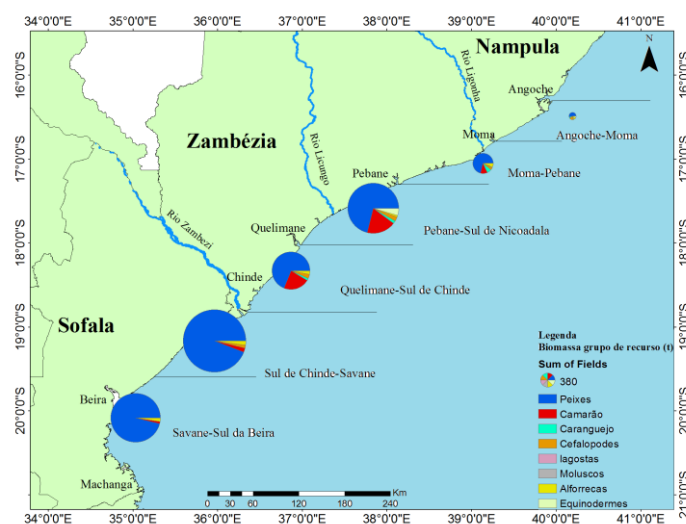 34°0'0"E 35°0'0"E 36°0'0"E 37°0'0"E 38°0'0"E 39°0'0"E 40°0'0"E 41°0'0"E
Nampula
N
16°0'0"S
16°0'0"S
Rio Ligonha
Angoche
Zambézia
Rio Licungo
Moma
Angoche-Moma
17°0'0"S
17°0'0"S
Pebane
Moma-Pebane
Rio Zambezi
Quelimane
Pebane-Sul de Nicoadala
18°0'0"S
18°0'0"S
Chinde
Quelimane-Sul de Chinde
Sofala
19°0'0"S
19°0'0"S
Sul de Chinde-Savane
Beira
20°0'0"S
20°0'0"S
Savane-Sul da Beira
Machanga
21°0'0"S
21°0'0"S
Legenda
Biomassa grupo de recurso (t)
Sum of Fields
380
Peixes
Camarão
Caranguejo
Cefalopodes
lagostas
Moluscos
Alforrecas
Equinodermes
Km
0 30 60 120 180 240
34°0'0"E 35°0'0"E 36°0'0"E 37°0'0"E 38°0'0"E 39°0'0"E 40°0'0"E 41°0'0"E